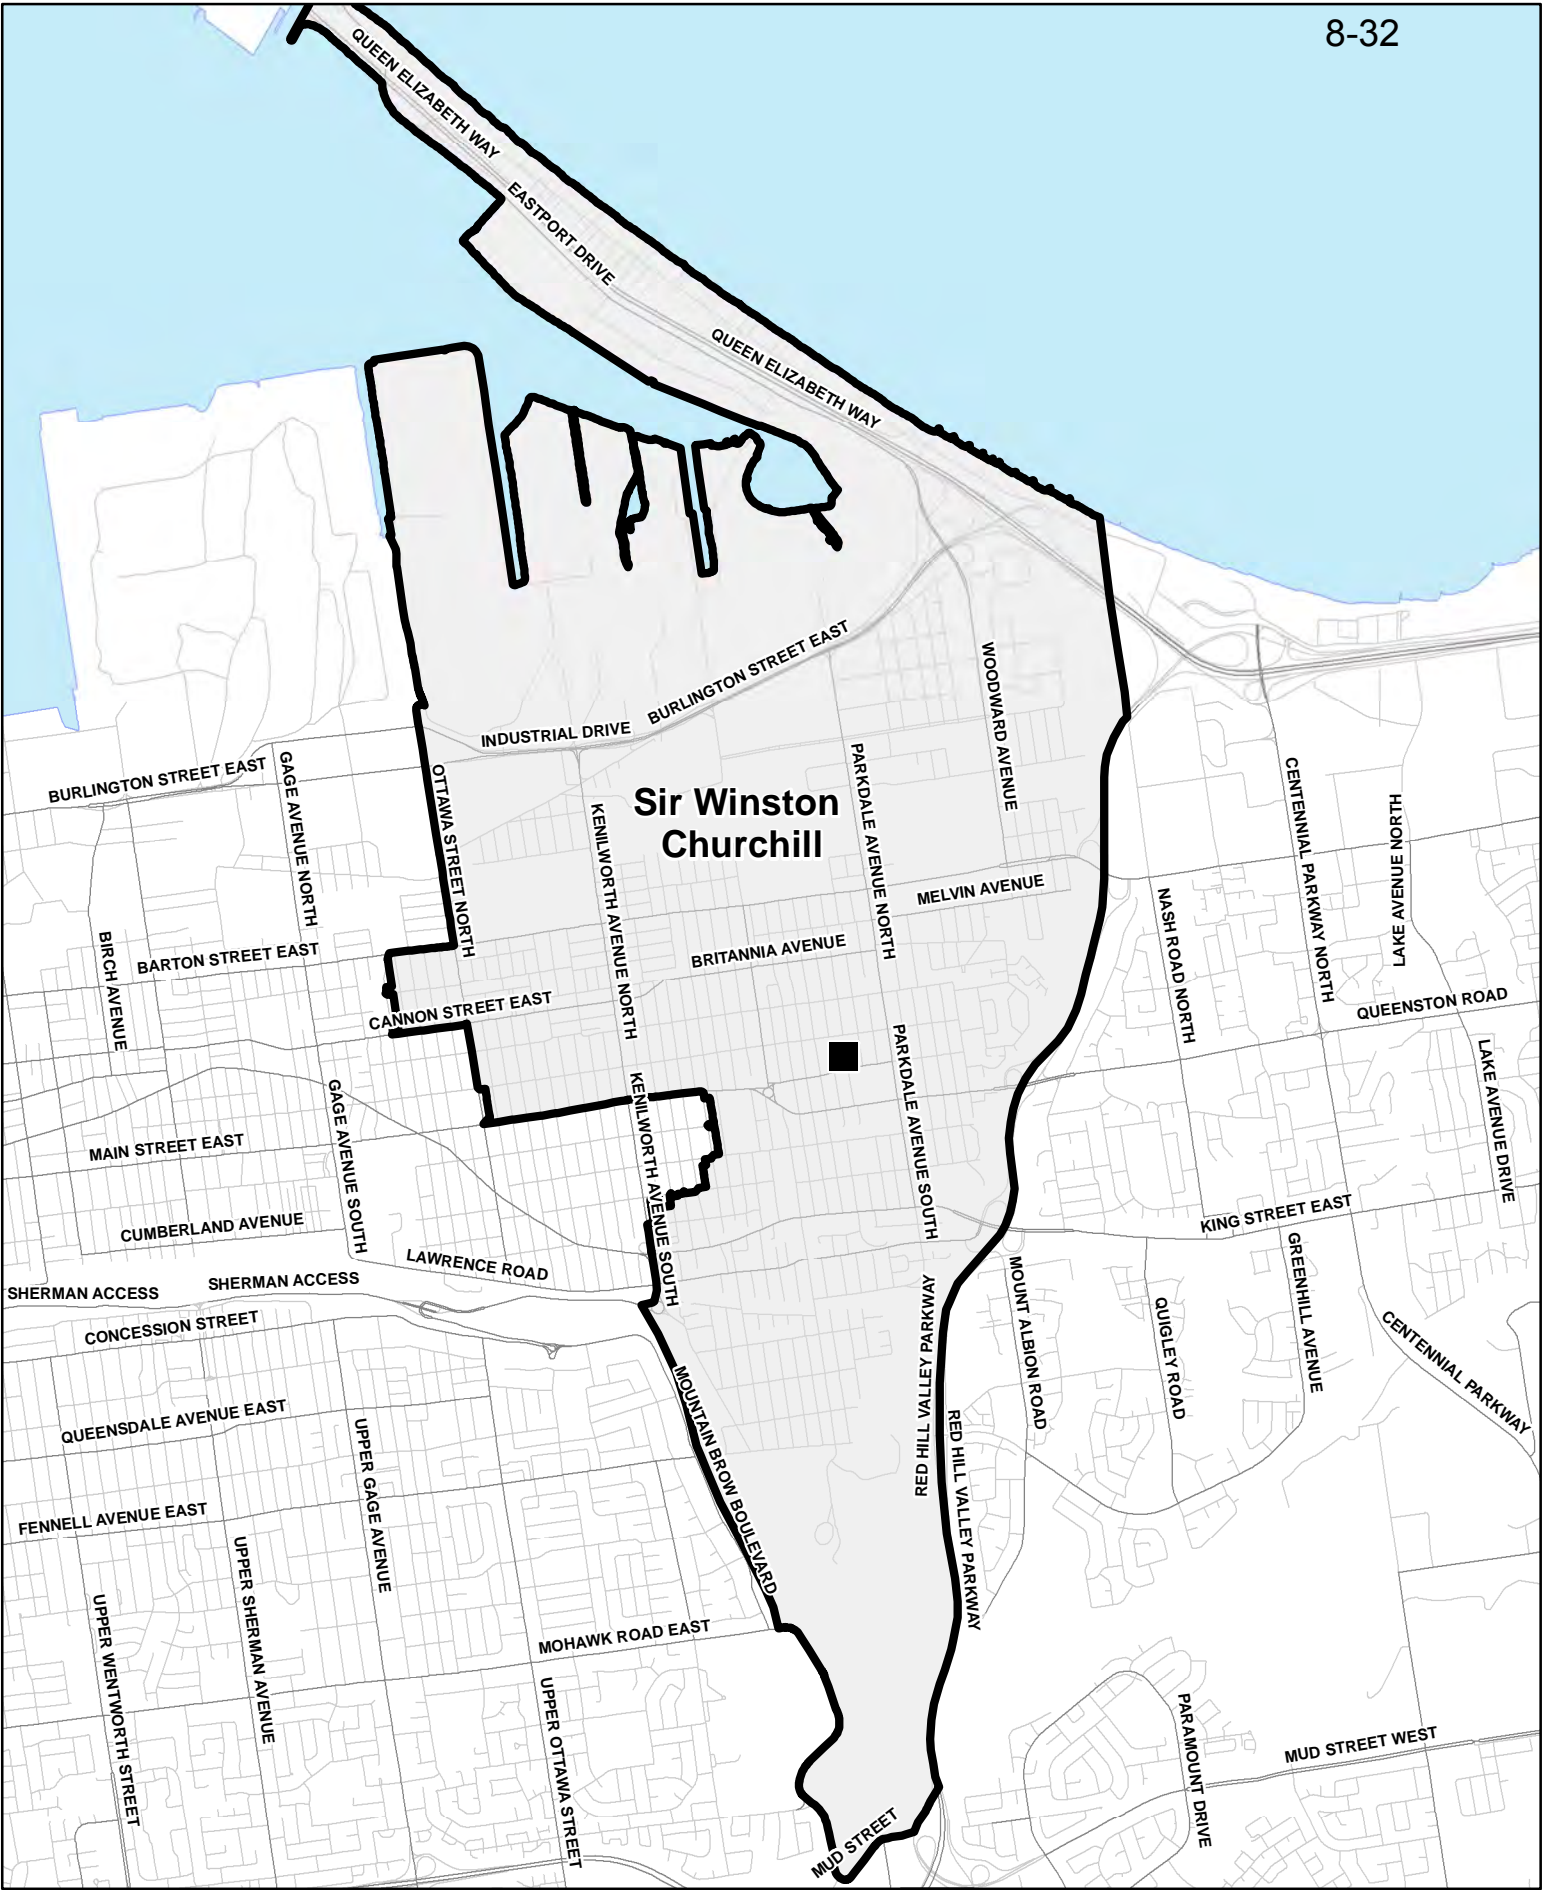 8-32
QUEEN ELIZABETH WAY
EASTPORT DRIVE
QUEEN ELIZABETH WAY
BURLINGTON STREET EAST
INDUSTRIAL DRIVE
WOODWARD AVENUE
BURLINGTON STREET EAST
GAGE AVENUE NORTH
OTTAWA STREET NORTH
KENILWORTH AVENUE NORTH
Sir Winston
Churchill
PARKDALE AVENUE NORTH
CENTENNIAL PARKWAY NORTH
LAKE AVENUE NORTH
MELVIN AVENUE
NASH ROAD NORTH
BIRCH AVENUE
BARTON STREET EAST
BRITANNIA AVENUE
CANNON STREET EAST
QUEENSTON ROAD
PARKDALE AVENUE SOUTH
LAKE AVENUE DRIVE
GAGE AVENUE SOUTH
KENILWORTH AVENUE SOUTH
MAIN STREET EAST
CUMBERLAND AVENUE
KING STREET EAST
LAWRENCE ROAD
SHERMAN ACCESS
SHERMAN ACCESS
GREENHILL AVENUE
MOUNT ALBION ROAD
QUIGLEY ROAD
RED HILL VALLEY PARKWAY
CONCESSION STREET
CENTENNIAL PARKWAY
MOUNTAIN BROW BOULEVARD
QUEENSDALE AVENUE EAST
UPPER GAGE AVENUE
RED HILL VALLEY PARKWAY
FENNELL AVENUE EAST
UPPER SHERMAN AVENUE
UPPER WENTWORTH STREET
MOHAWK ROAD EAST
UPPER OTTAWA STREET
PARAMOUNT DRIVE
MUD STREET WEST
MUD STREET